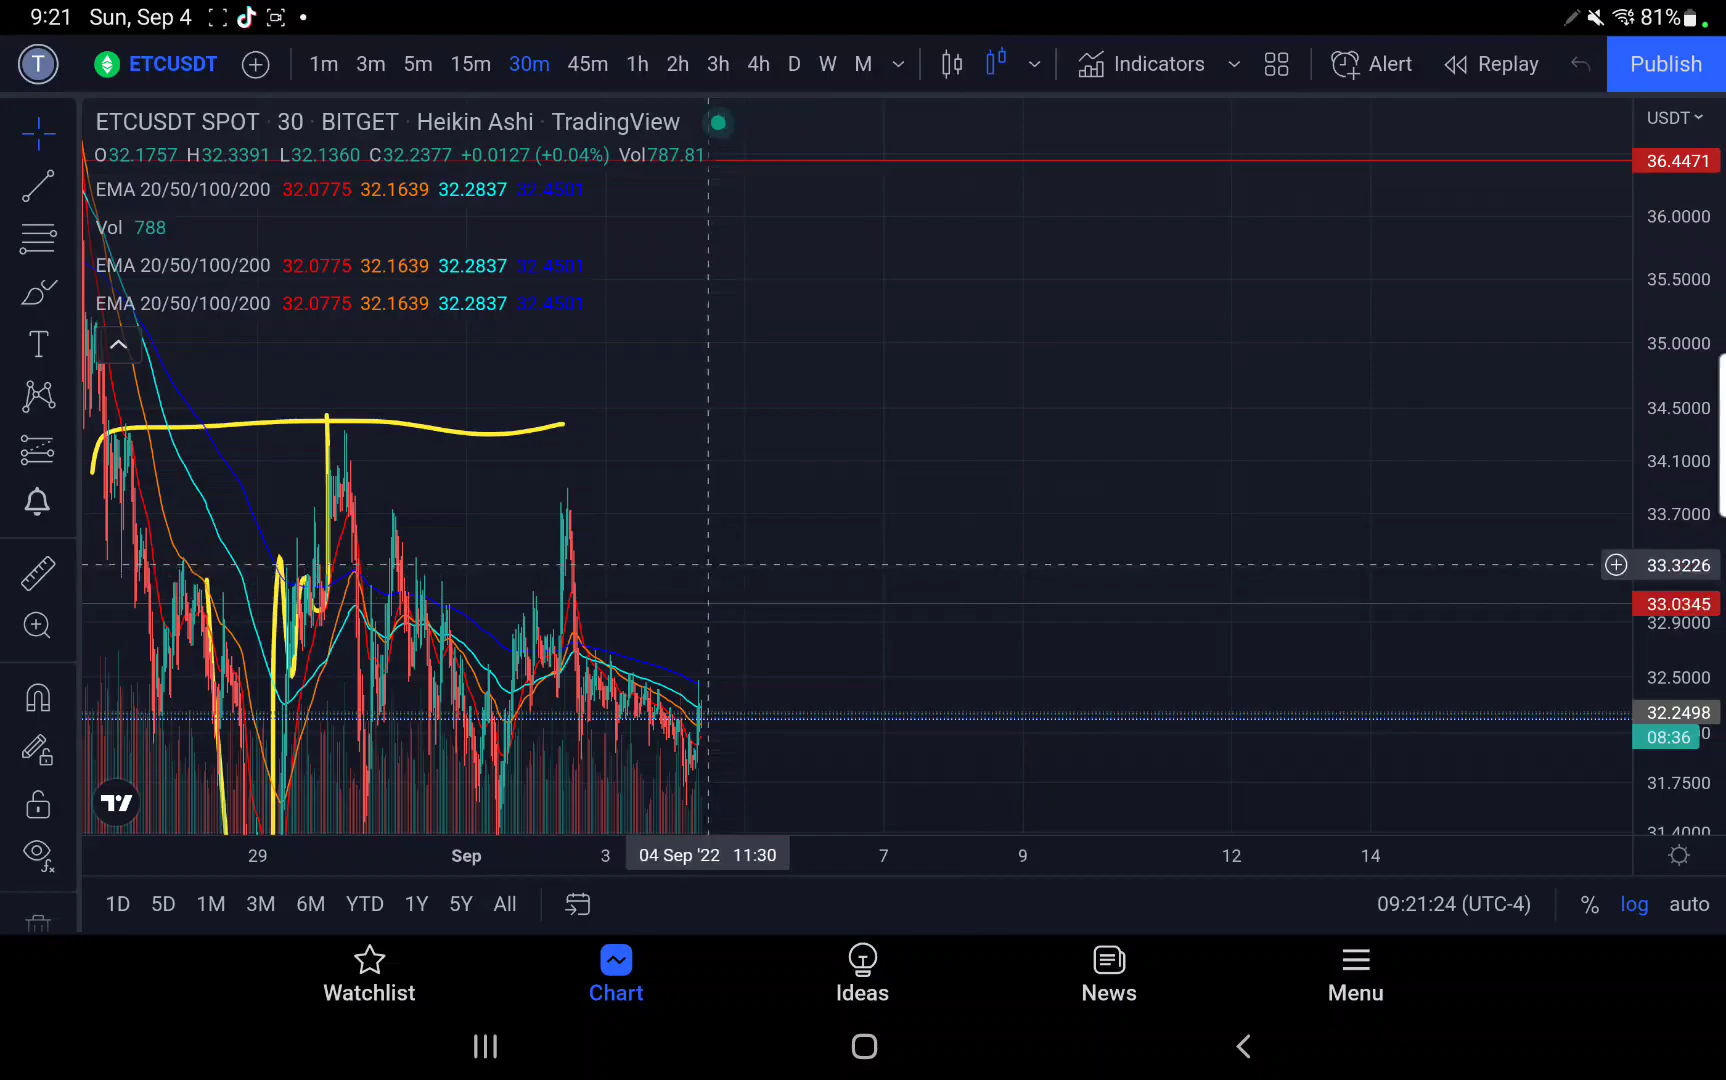 9:21 Sun, Sep 4 81%
T ETCUSDT 1m 3m 5m 15m 30m 45m 1h 2h 3h 4h D W M Indicators Alert Replay Publish
ETCUSDT SPOT · 30 · BITGET · Heikin Ashi · TradingView
USDT
O32.1757 H32.3391 L32.1360 C32.2377 +0.0127 (+0.04%) Vol787.81
36.4471
EMA 20/50/100/200 32.0775 32.1639 32.2837 32.4501
36.0000
Vol 788
EMA 20/50/100/200 32.0775 32.1639 32.2837 32.4501
35.5000
EMA 20/50/100/200 32.0775 32.1639 32.2837 32.4501
35.0000
34.5000
34.1000
33.7000
33.3226
33.0345
32.9000
32.5000
32.2498
08:36
31.7500
31.4000
29 Sep 3 04 Sep '22 11:30 7 9 12 14
1D 5D 1M 3M 6M YTD 1Y 5Y All 09:21:24 (UTC-4) % log auto
Watchlist Chart Ideas News Menu